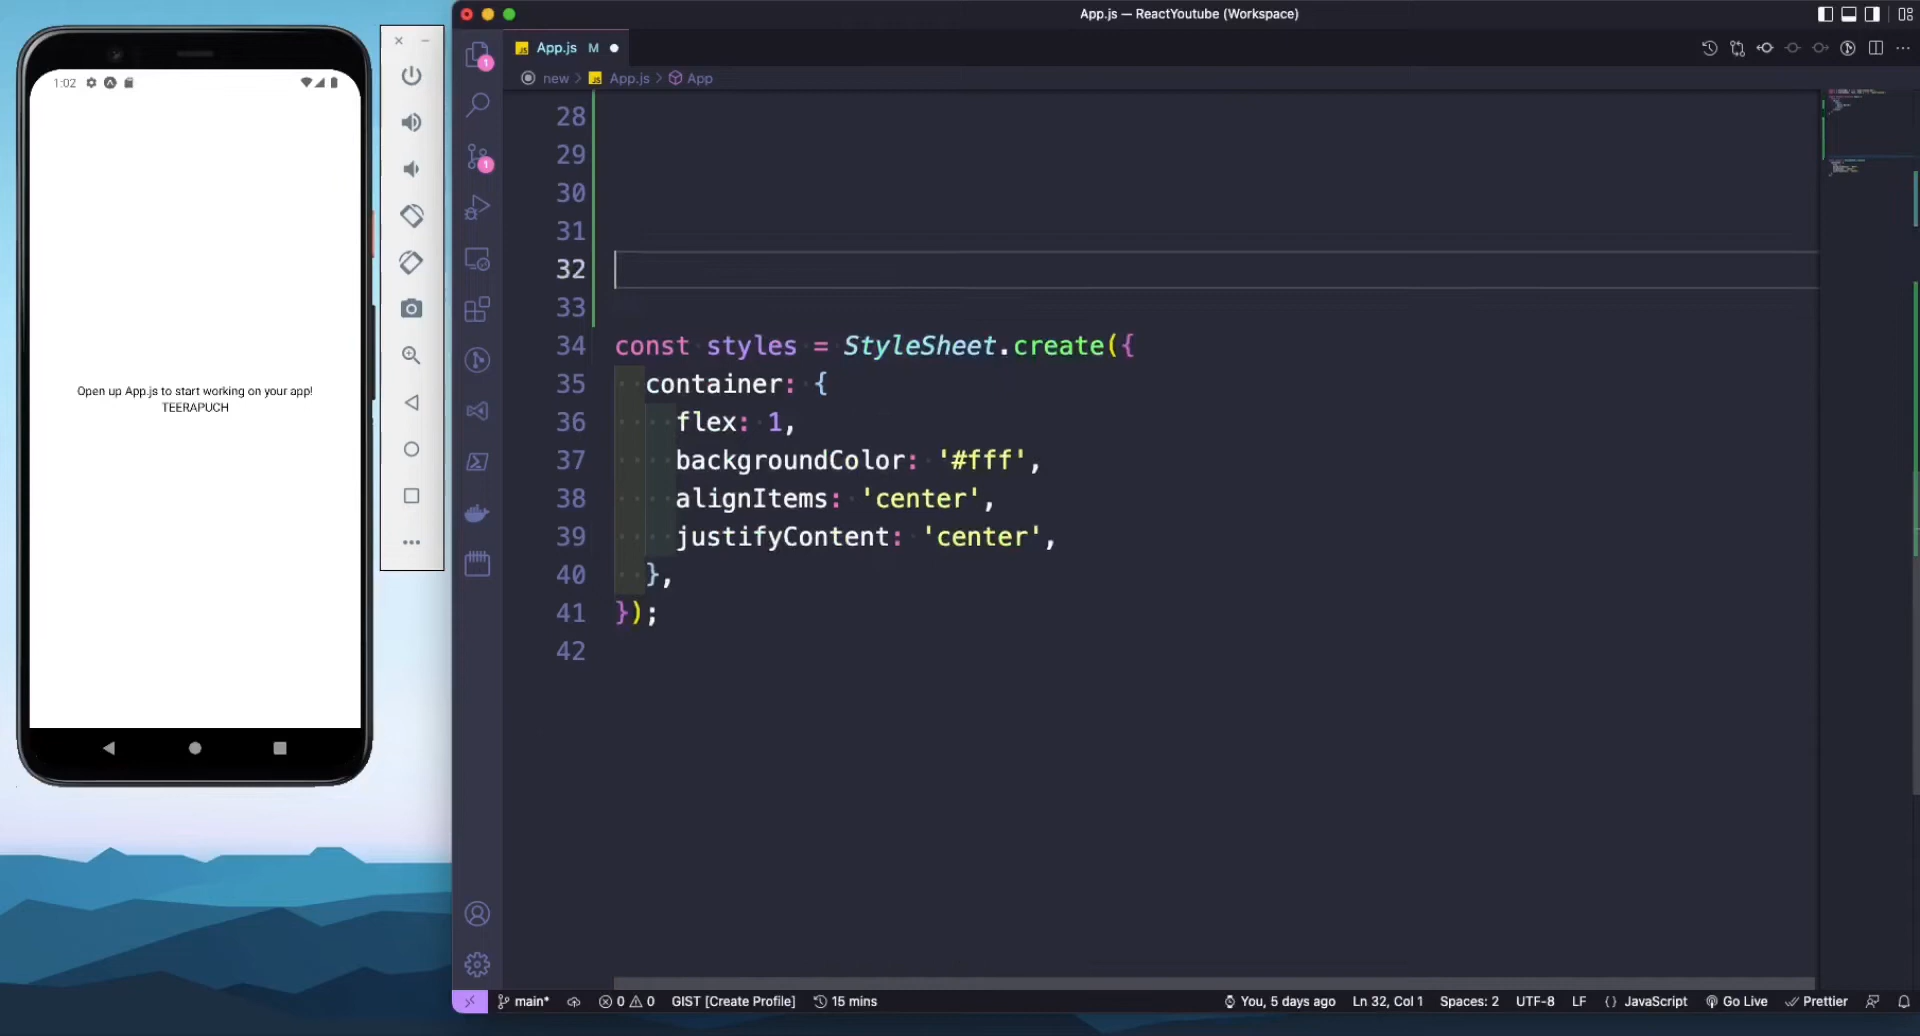 App.js — ReactYoutube (Workspace)
App.js M
new > App.js > App
1:02
Open up App.js to start working on your app!
TEERAPUCH
1
1
28
29
30
31
32
33
34 const styles = StyleSheet.create({
35 container: {
36 flex: 1,
37 backgroundColor: '#fff',
38 alignItems: 'center',
39 justifyContent: 'center',
40 },
41 });
42
main* 0 0 GIST [Create Profile] 15 mins You, 5 days ago Ln 32, Col 1 Spaces: 2 UTF-8 LF {} JavaScript Go Live Prettier